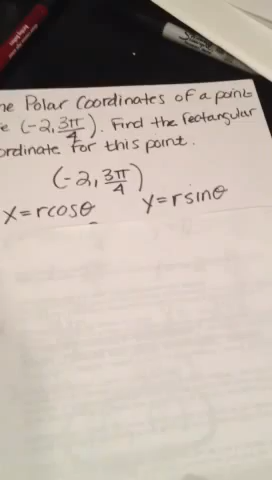 he Polar Coordinates of a point
e (-2, 3π/4). Find the rectangular
ordinate for this point.
(-2, 3π/4)
x=rcosθ y=rsinθ